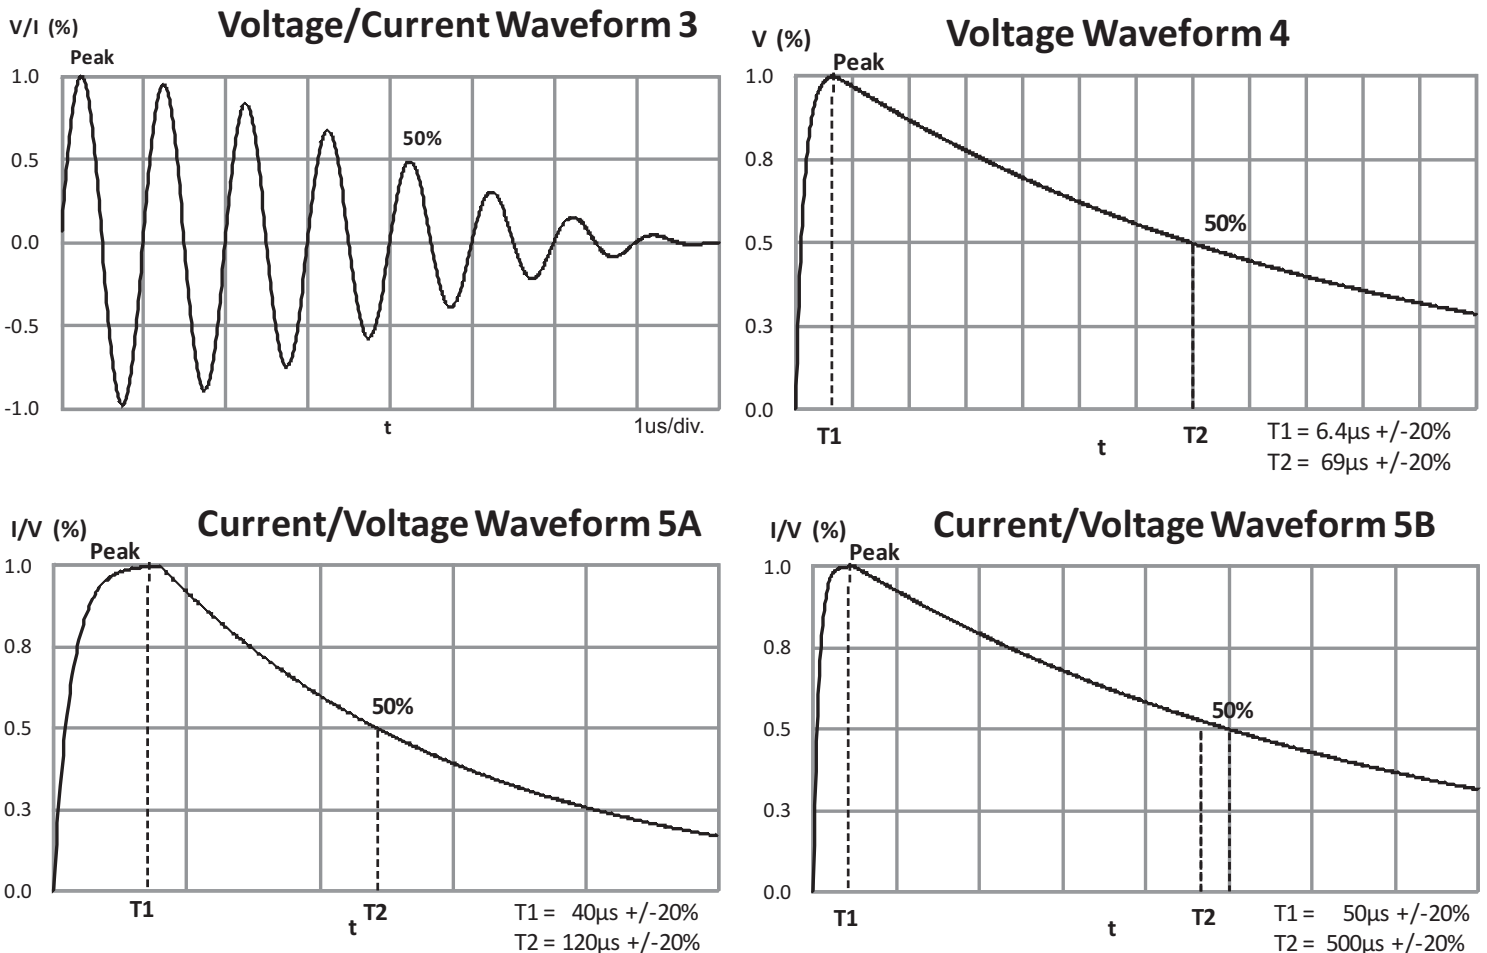 Voltage/Current Waveform 3
V/I (%)
Peak
1.0
0.5
50%
0.0
-0.5
-1.0
t
1us/div.
Voltage Waveform 4
V (%)
Peak
1.0
0.8
50%
0.5
0.3
0.0
T1
t
T2
T1 = 6.4µs +/-20%
T2 = 69µs +/-20%
Current/Voltage Waveform 5A
I/V (%)
Peak
1.0
0.8
50%
0.5
0.3
0.0
T1
t
T2
T1 = 40µs +/-20%
T2 = 120µs +/-20%
Current/Voltage Waveform 5B
I/V (%)
Peak
1.0
0.8
50%
0.5
0.3
0.0
T1
t
T2
T1 = 50µs +/-20%
T2 = 500µs +/-20%